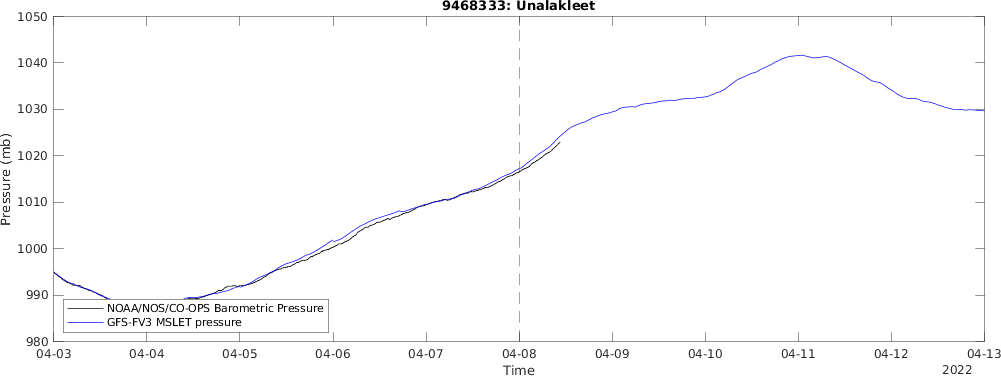 9468333: Unalakleet
1050
1040
1030
1020
1010
1000
990
980
Pressure (mb)
NOAA/NOS/CO-OPS Barometric Pressure
GFS-FV3 MSLET pressure
04-03 04-04 04-05 04-06 04-07 04-08 04-09 04-10 04-11 04-12 04-13
Time
2022